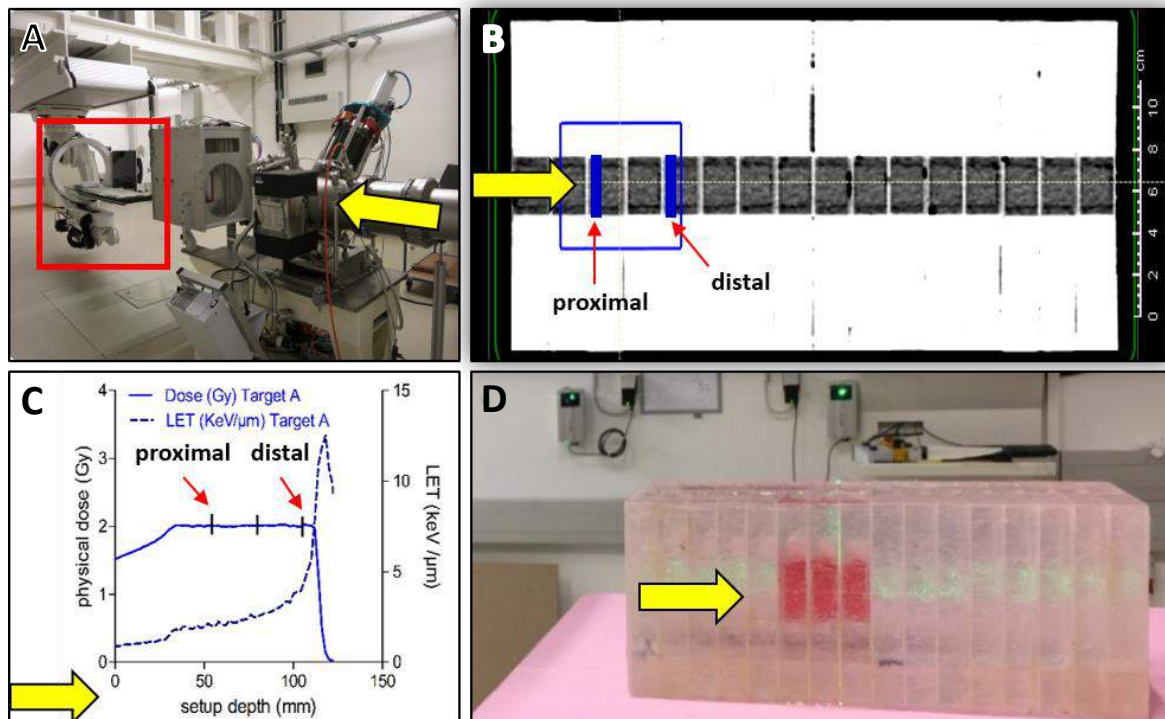 A
B
cm
10
8
6
4
2
0
proximal
distal
C
Dose (Gy) Target A
LET (KeV/µm) Target A
proximal
distal
physical dose (Gy)
4
3
2
1
0
LET (keV /µm)
15
10
5
0
0
50
100
150
setup depth (mm)
D